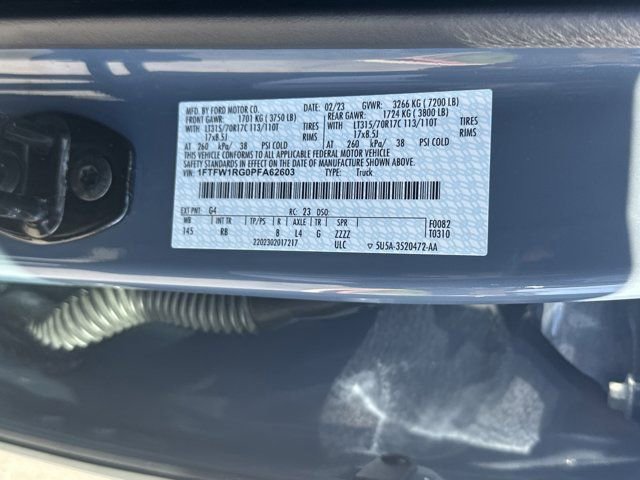 MFD. BY FORD MOTOR CO. DATE: 02/23 GVWR: 3266 KG ( 7200 LB)
FRONT GAWR: 1701 KG ( 3750 LB) REAR GAWR: 1724 KG ( 3800 LB)
WITH LT315/70R17C 113/110T TIRES WITH LT315/70R17C 113/110T TIRES
17x8.5J RIMS 17x8.5J RIMS
AT 260 kPa/ 38 PSI COLD AT 260 kPa/ 38 PSI COLD
THIS VEHICLE CONFORMS TO ALL APPLICABLE FEDERAL MOTOR VEHICLE
SAFETY STANDARDS IN EFFECT ON THE DATE OF MANUFACTURE SHOWN ABOVE.
VIN: 1FTFW1RG0PFA62603 TYPE: Truck
EXT PNT: G4 RC: 23 DSO:
WB INT TR TP/PS R AXLE TR SPR F0082
145 RB B L4 G ZZZZ T0310
2202302017217 ULC 5U5A-3520472-AA